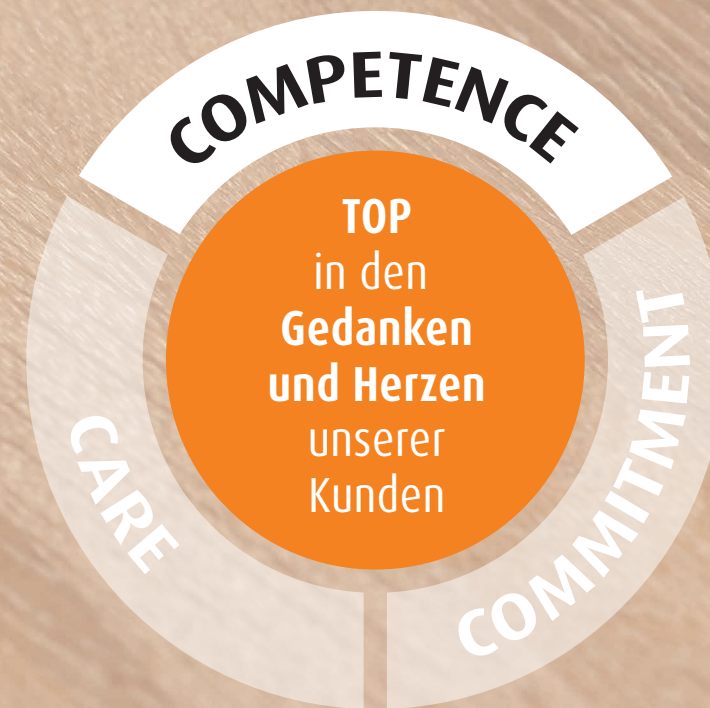 COMPETENCE
TOP
in den
Gedanken
und Herzen
unserer
Kunden
CARE
COMMITMENT